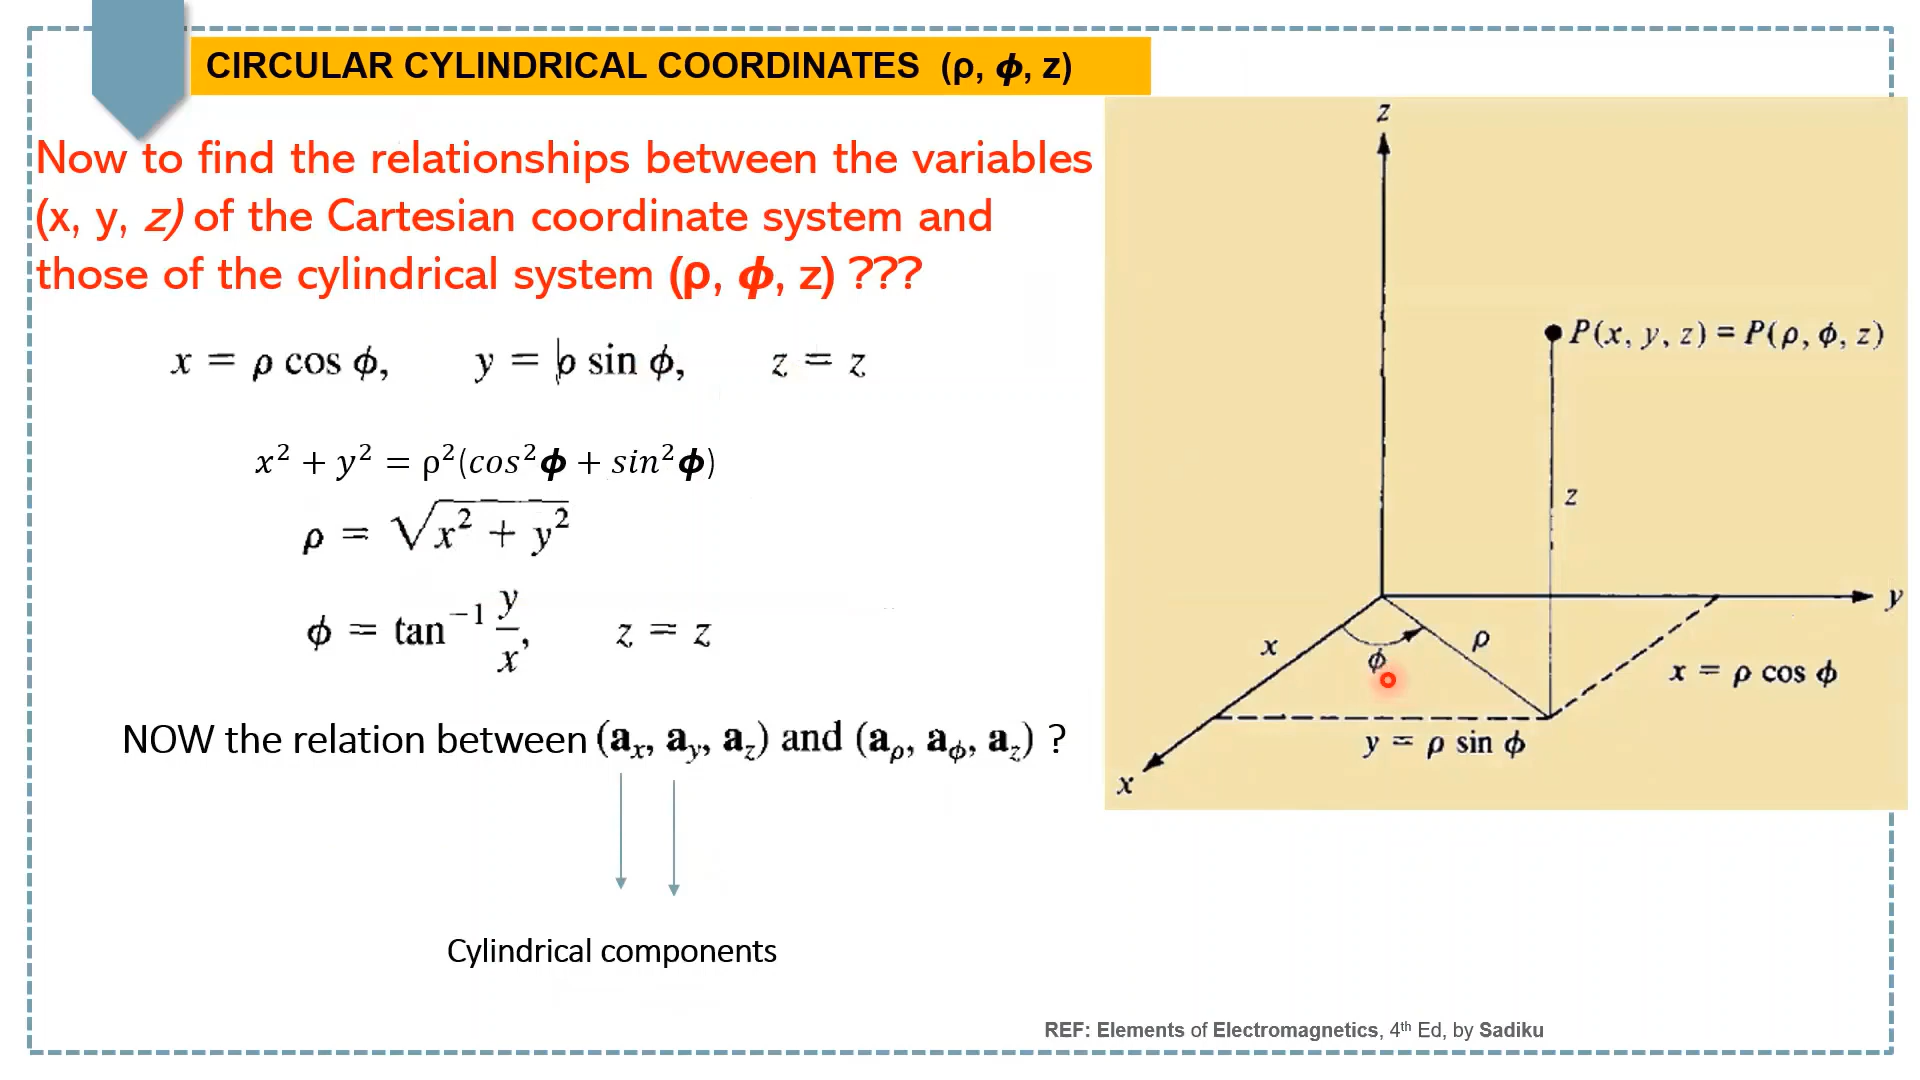 CIRCULAR CYLINDRICAL COORDINATES (ρ, ϕ, z)
Now to find the relationships between the variables
(x, y, z) of the Cartesian coordinate system and
those of the cylindrical system (ρ, ϕ, z) ???
x = ρ cos ϕ, y = ρ sin ϕ, z = z
x² + y² = ρ²(cos²ϕ + sin²ϕ)
ρ = √(x² + y²)
ϕ = tan⁻¹ y/x, z = z
NOW the relation between (aₓ, a_y, a_z) and (a_ρ, a_ϕ, a_z) ?
Cylindrical components
z
P(x, y, z) = P(ρ, ϕ, z)
z
y
x
ϕ
ρ
x = ρ cos ϕ
y = ρ sin ϕ
x
REF: Elements of Electromagnetics, 4th Ed, by Sadiku